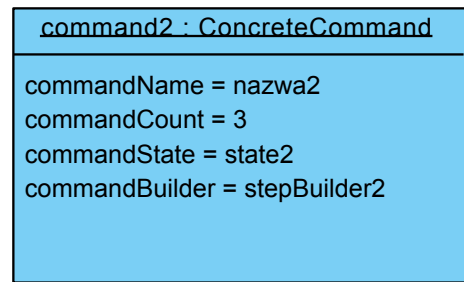 command2 : ConcreteCommand
commandName = nazwa2
commandCount = 3
commandState = state2
commandBuilder = stepBuilder2